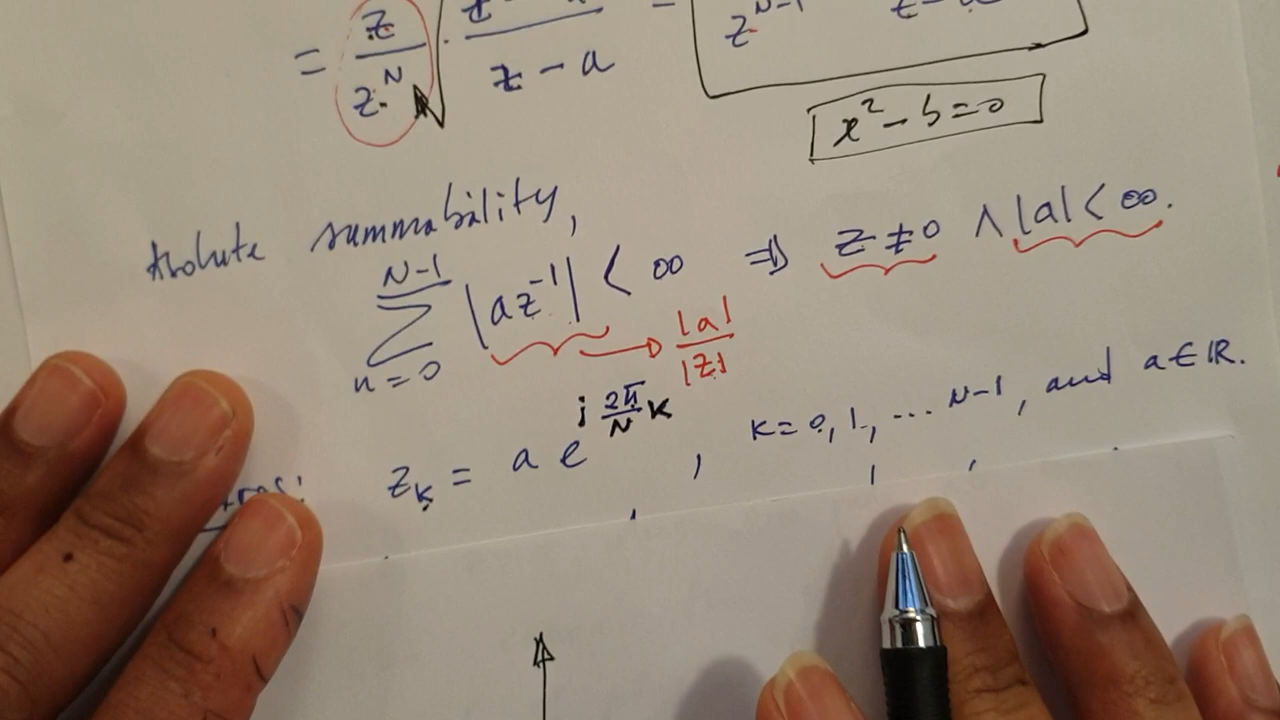 = z/z^N · z - a
z^N-1
x² - b = 0
Absolute summability,
N-1 Σ n=0 |az⁻¹| < ∞ ⇒ z ≠ 0 ∧ |a| < ∞.
|a|/|z|
z_k = a e^{j 2π/N k}, k = 0, 1, ... N-1, and a ∈ ℝ.